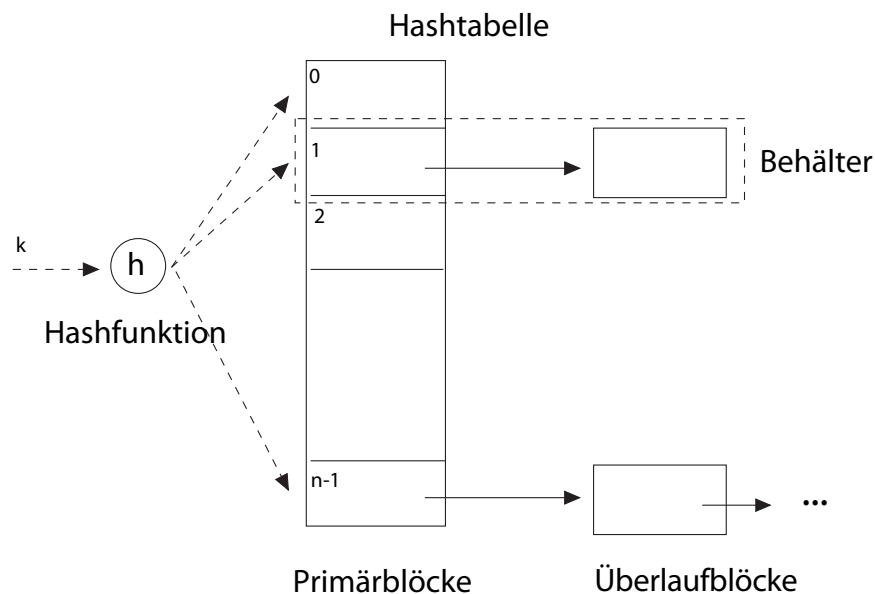 Hashtabelle
0
1
Behälter
2
k
h
Hashfunktion
n-1
...
Primärblöcke
Überlaufblöcke